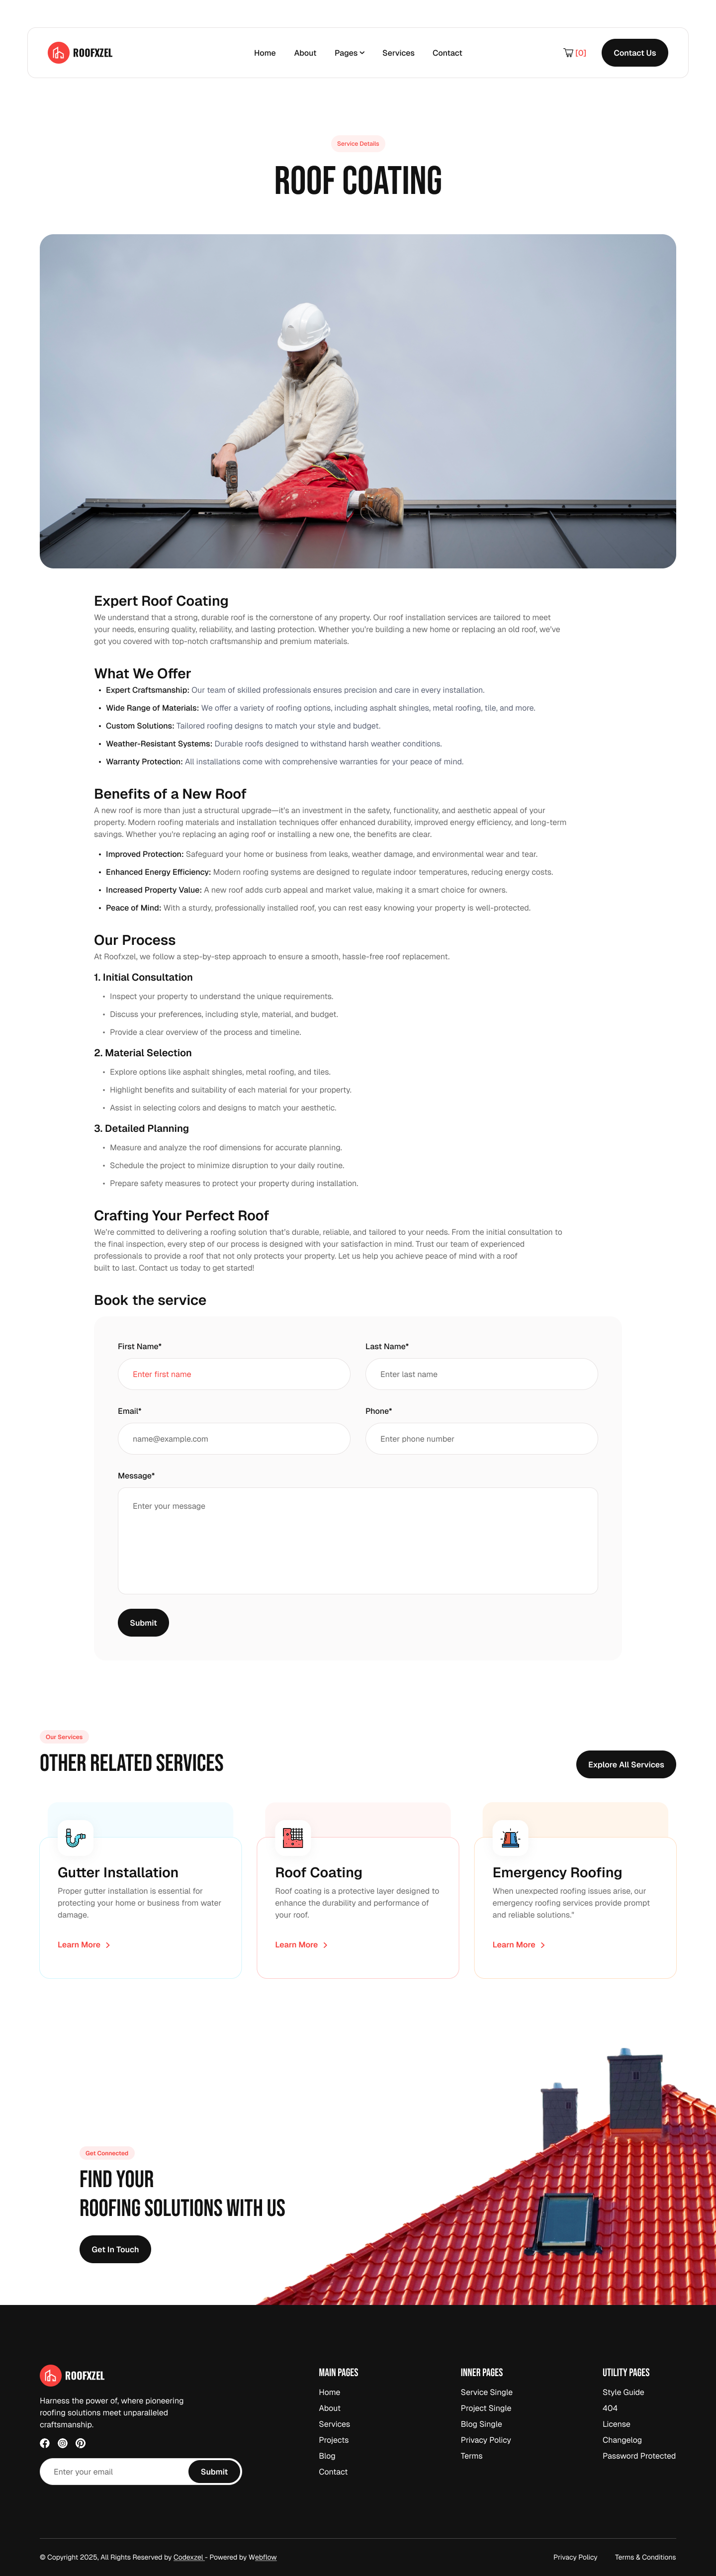 ROOFXZEL
Home
About
Pages
Services
Contact
[0]
Contact Us
Service Details
ROOF COATING
Expert Roof Coating
We understand that a strong, durable roof is the cornerstone of any property. Our roof installation services are tailored to meet
your needs, ensuring quality, reliability, and lasting protection. Whether you're building a new home or replacing an old roof, we've
got you covered with top-notch craftsmanship and premium materials.
What We Offer
• Expert Craftsmanship: Our team of skilled professionals ensures precision and care in every installation.
• Wide Range of Materials: We offer a variety of roofing options, including asphalt shingles, metal roofing, tile, and more.
• Custom Solutions: Tailored roofing designs to match your style and budget.
• Weather-Resistant Systems: Durable roofs designed to withstand harsh weather conditions.
• Warranty Protection: All installations come with comprehensive warranties for your peace of mind.
Benefits of a New Roof
A new roof is more than just a structural upgrade—it's an investment in the safety, functionality, and aesthetic appeal of your
property. Modern roofing materials and installation techniques offer enhanced durability, improved energy efficiency, and long-term
savings. Whether you're replacing an aging roof or installing a new one, the benefits are clear.
• Improved Protection: Safeguard your home or business from leaks, weather damage, and environmental wear and tear.
• Enhanced Energy Efficiency: Modern roofing systems are designed to regulate indoor temperatures, reducing energy costs.
• Increased Property Value: A new roof adds curb appeal and market value, making it a smart choice for owners.
• Peace of Mind: With a sturdy, professionally installed roof, you can rest easy knowing your property is well-protected.
Our Process
At Roofxzel, we follow a step-by-step approach to ensure a smooth, hassle-free roof replacement.
1. Initial Consultation
• Inspect your property to understand the unique requirements.
• Discuss your preferences, including style, material, and budget.
• Provide a clear overview of the process and timeline.
2. Material Selection
• Explore options like asphalt shingles, metal roofing, and tiles.
• Highlight benefits and suitability of each material for your property.
• Assist in selecting colors and designs to match your aesthetic.
3. Detailed Planning
• Measure and analyze the roof dimensions for accurate planning.
• Schedule the project to minimize disruption to your daily routine.
• Prepare safety measures to protect your property during installation.
Crafting Your Perfect Roof
We're committed to delivering a roofing solution that's durable, reliable, and tailored to your needs. From the initial consultation to
the final inspection, every step of our process is designed with your satisfaction in mind. Trust our team of experienced
professionals to provide a roof that not only protects your property. Let us help you achieve peace of mind with a roof
built to last. Contact us today to get started!
Book the service
First Name*
Last Name*
Enter first name
Enter last name
Email*
Phone*
name@example.com
Enter phone number
Message*
Enter your message
Submit
Our Services
OTHER RELATED SERVICES
Explore All Services
Gutter Installation
Proper gutter installation is essential for
protecting your home or business from water
damage.
Learn More
Roof Coating
Roof coating is a protective layer designed to
enhance the durability and performance of
your roof.
Learn More
Emergency Roofing
When unexpected roofing issues arise, our
emergency roofing services provide prompt
and reliable solutions."
Learn More
Get Connected
FIND YOUR
ROOFING SOLUTIONS WITH US
Get In Touch
ROOFXZEL
Harness the power of, where pioneering
roofing solutions meet unparalleled
craftsmanship.
Enter your email
Submit
MAIN PAGES
Home
About
Services
Projects
Blog
Contact
INNER PAGES
Service Single
Project Single
Blog Single
Privacy Policy
Terms
UTILITY PAGES
Style Guide
404
License
Changelog
Password Protected
© Copyright 2025, All Rights Reserved by Codexzel - Powered by Webflow
Privacy Policy
Terms & Conditions